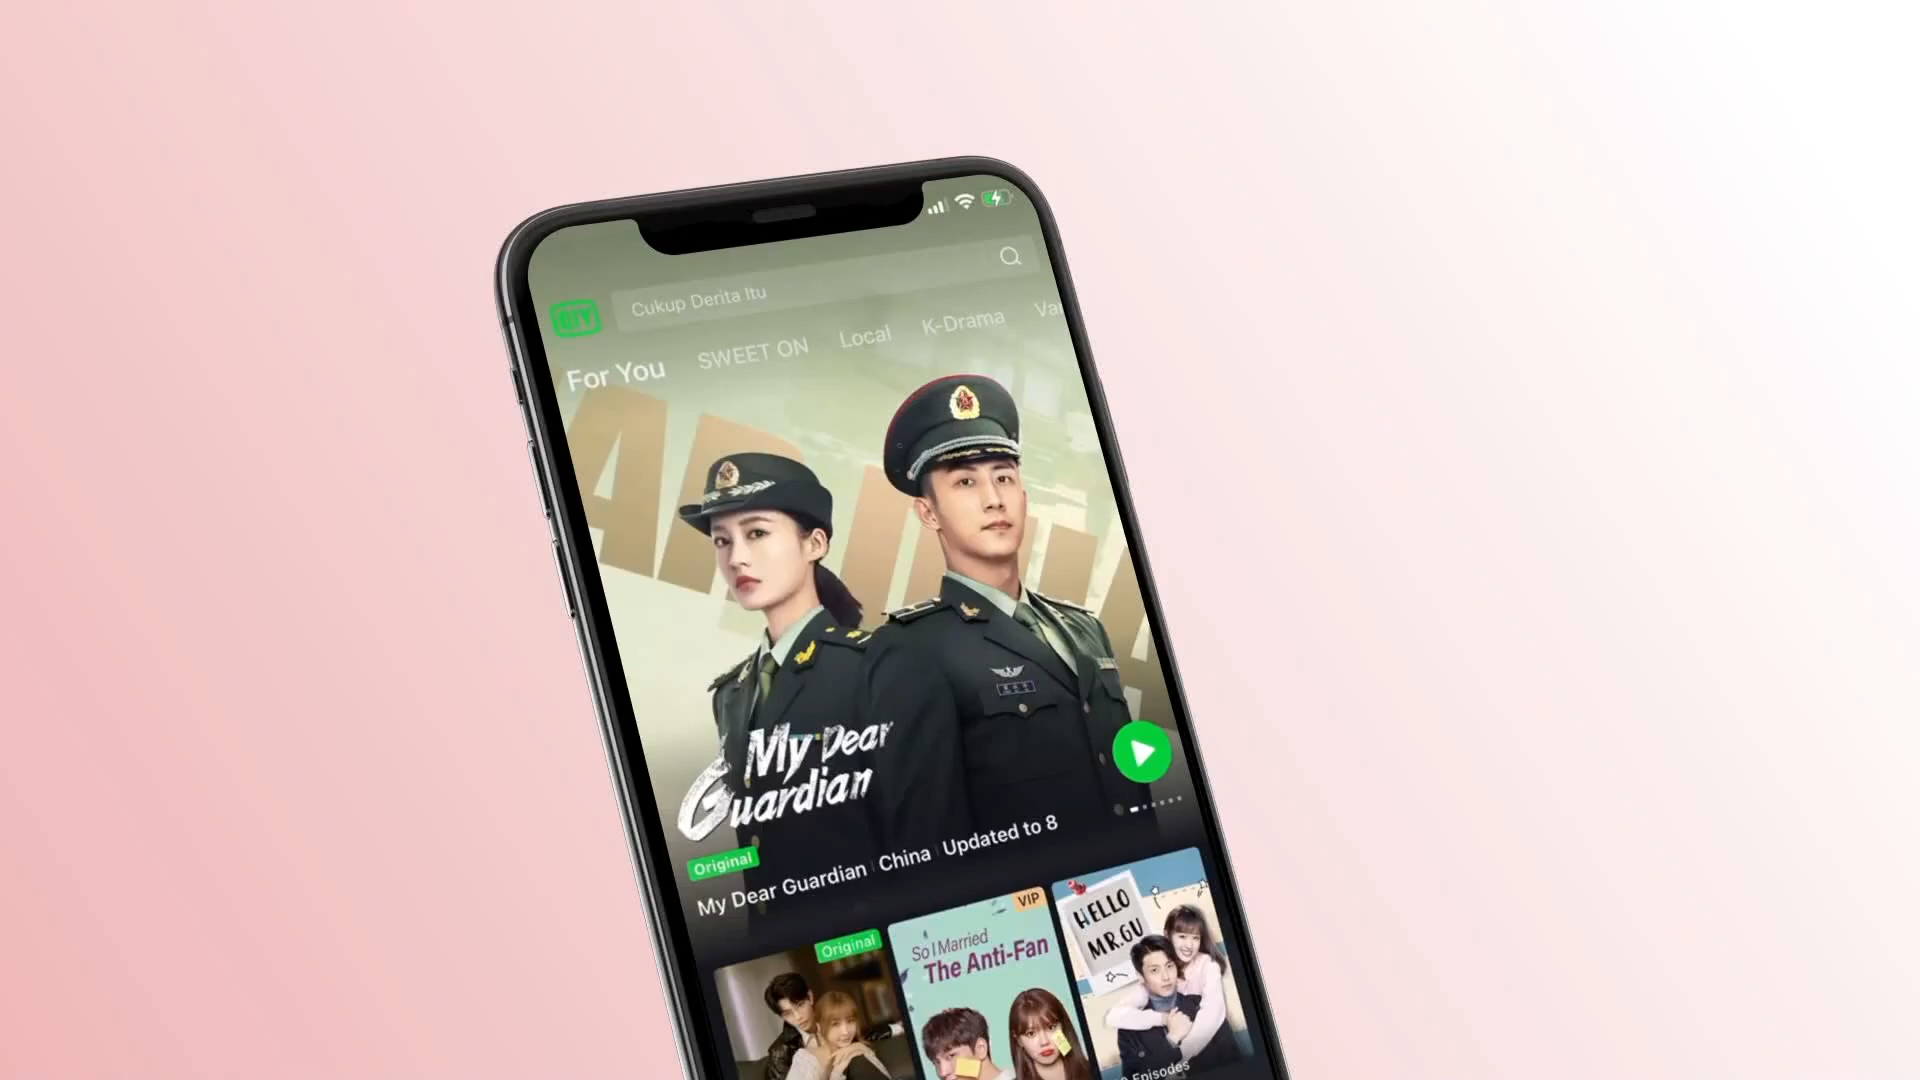 Cukup Derita Itu
For You
SWEET ON
Local
K-Drama
Var
My Dear
Guardian
Original
My Dear Guardian | China | Updated to 8
Original
VIP
So I Married
The Anti-Fan
HELLO
MR.GU
Episodes